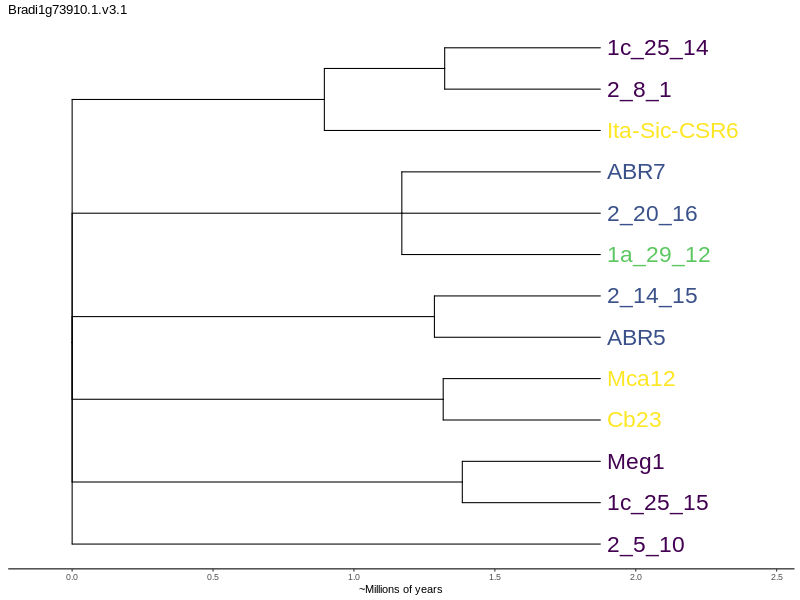 Bradi1g73910.1.v3.1
1c_25_14
2_8_1
Ita-Sic-CSR6
ABR7
2_20_16
1a_29_12
2_14_15
ABR5
Mca12
Cb23
Meg1
1c_25_15
2_5_10
0.0 0.5 1.0 1.5 2.0 2.5
~Millions of years